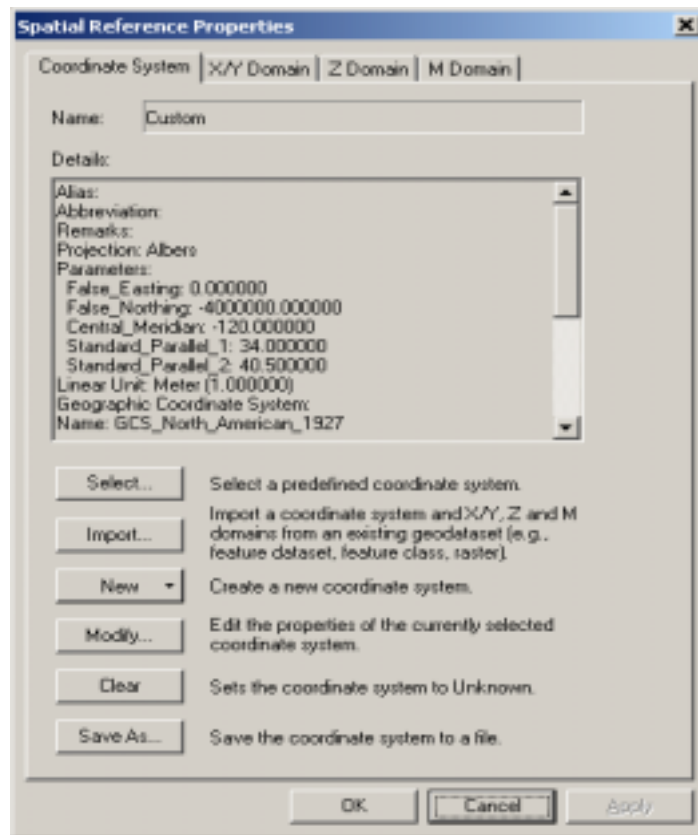 Spatial Reference Properties
Coordinate System X/Y Domain Z Domain M Domain
Name: Custom
Details:
Alias:
Abbreviation:
Remarks:
Projection: Albers
Parameters:
False_Easting: 0.000000
False_Northing: -4000000.000000
Central_Meridian: -120.000000
Standard_Parallel_1: 34.000000
Standard_Parallel_2: 40.500000
Linear Unit: Meter (1.000000)
Geographic Coordinate System:
Name: GCS_North_American_1927
Select... Select a predefined coordinate system.
Import... Import a coordinate system and X/Y, Z and M
domains from an existing geodataset (e.g.,
feature dataset, feature class, raster).
New Create a new coordinate system.
Modify... Edit the properties of the currently selected
coordinate system.
Clear Sets the coordinate system to Unknown.
Save As... Save the coordinate system to a file.
OK Cancel Apply